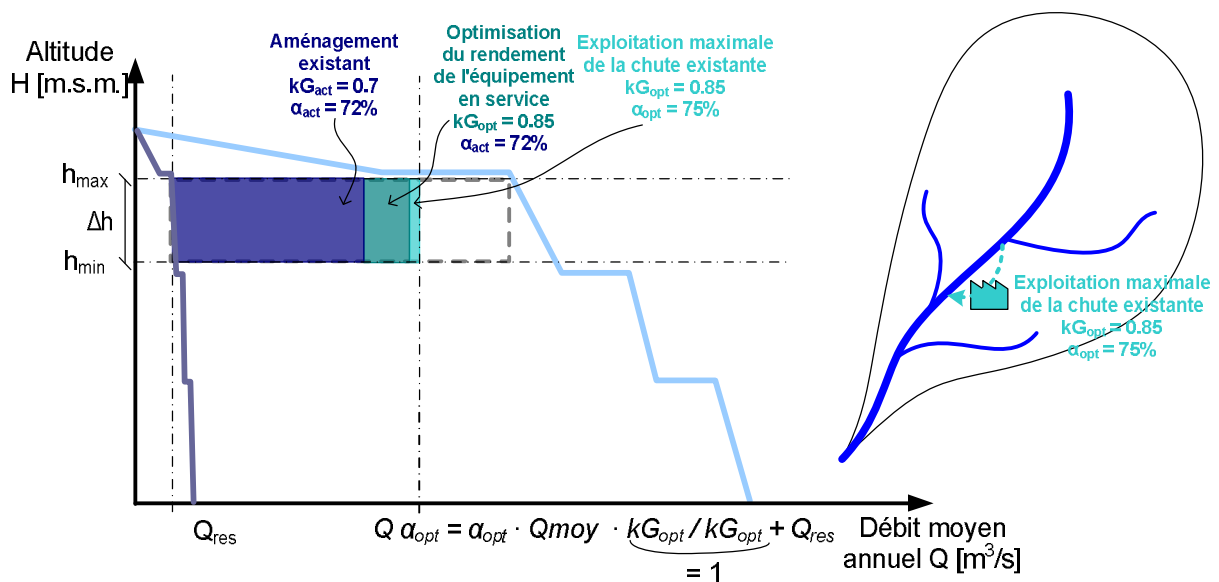 Altitude
H [m.s.m.]
Aménagement
existant
kGact = 0.7
αact = 72%
Optimisation
du rendement
de l'équipement
en service
kGopt = 0.85
αact = 72%
Exploitation maximale
de la chute existante
kGopt = 0.85
αopt = 75%
hmax
Δh
hmin
Exploitation maximale
de la chute existante
kGopt = 0.85
αopt = 75%
Qres
Q αopt = αopt · Qmoy · kGopt / kGopt + Qres
= 1
Débit moyen
annuel Q [m³/s]